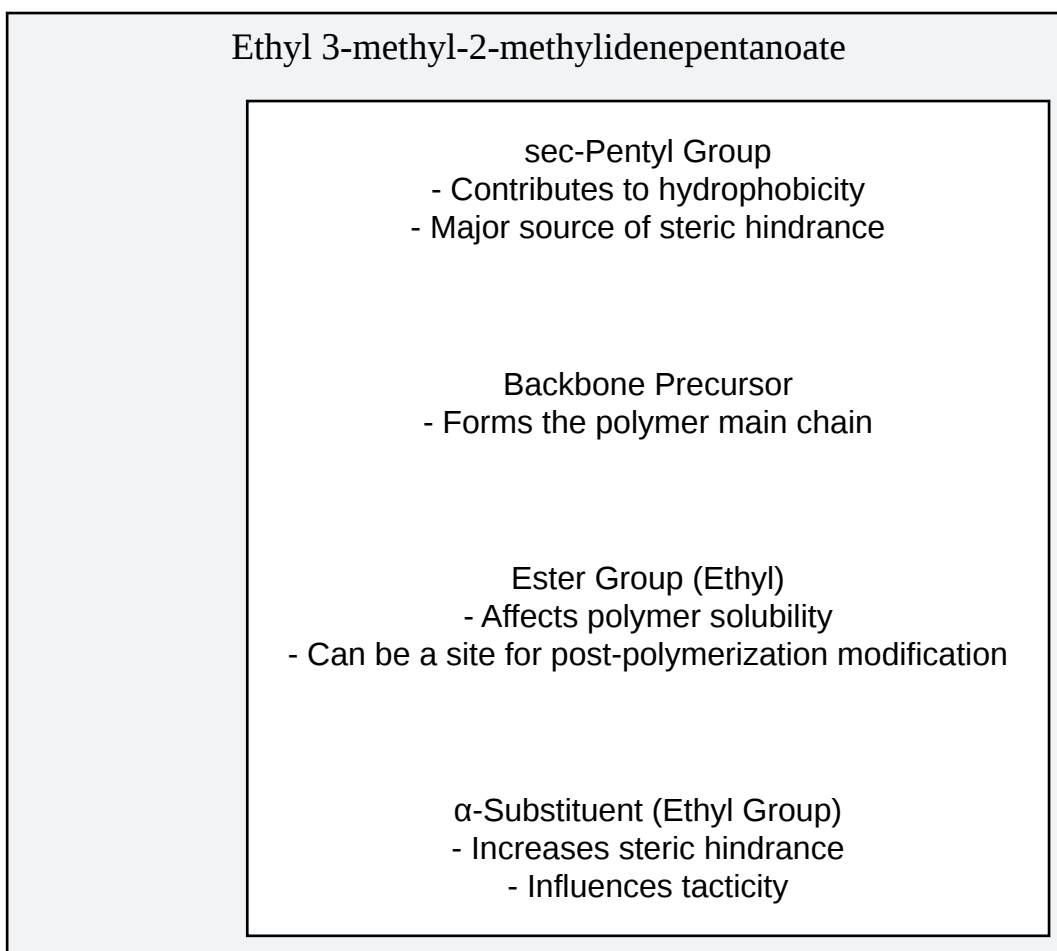 Ethyl 3-methyl-2-methylidenepentanoate
sec-Pentyl Group
- Contributes to hydrophobicity
- Major source of steric hindrance
Backbone Precursor
- Forms the polymer main chain
Ester Group (Ethyl)
- Affects polymer solubility
- Can be a site for post-polymerization modification
α-Substituent (Ethyl Group)
- Increases steric hindrance
- Influences tacticity